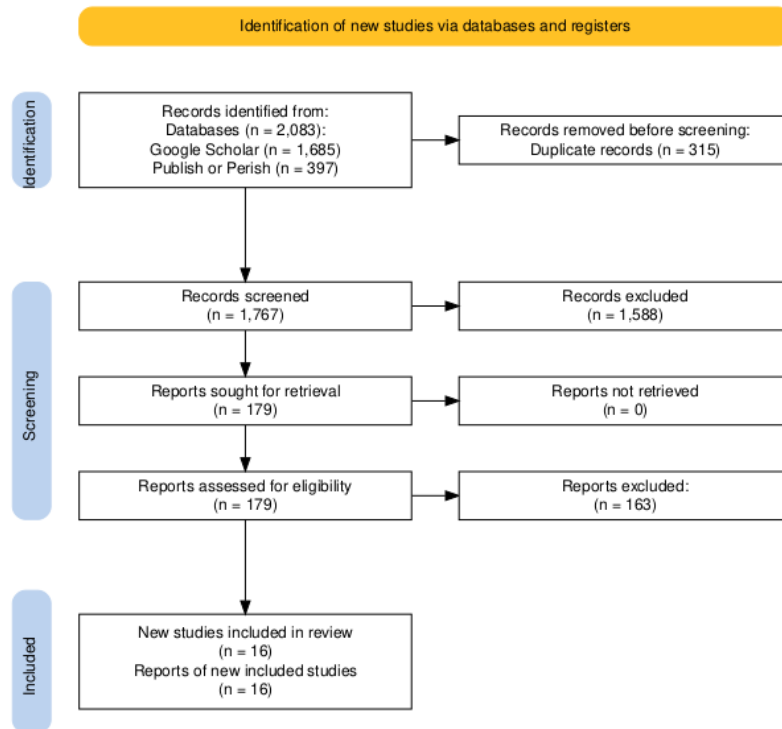 Identification of new studies via databases and registers
Identification
Records identified from:
Databases (n = 2,083):
Google Scholar (n = 1,685)
Publish or Perish (n = 397)
Records removed before screening:
Duplicate records (n = 315)
Screening
Records screened
(n = 1,767)
Records excluded
(n = 1,588)
Reports sought for retrieval
(n = 179)
Reports not retrieved
(n = 0)
Reports assessed for eligibility
(n = 179)
Reports excluded:
(n = 163)
Included
New studies included in review
(n = 16)
Reports of new included studies
(n = 16)